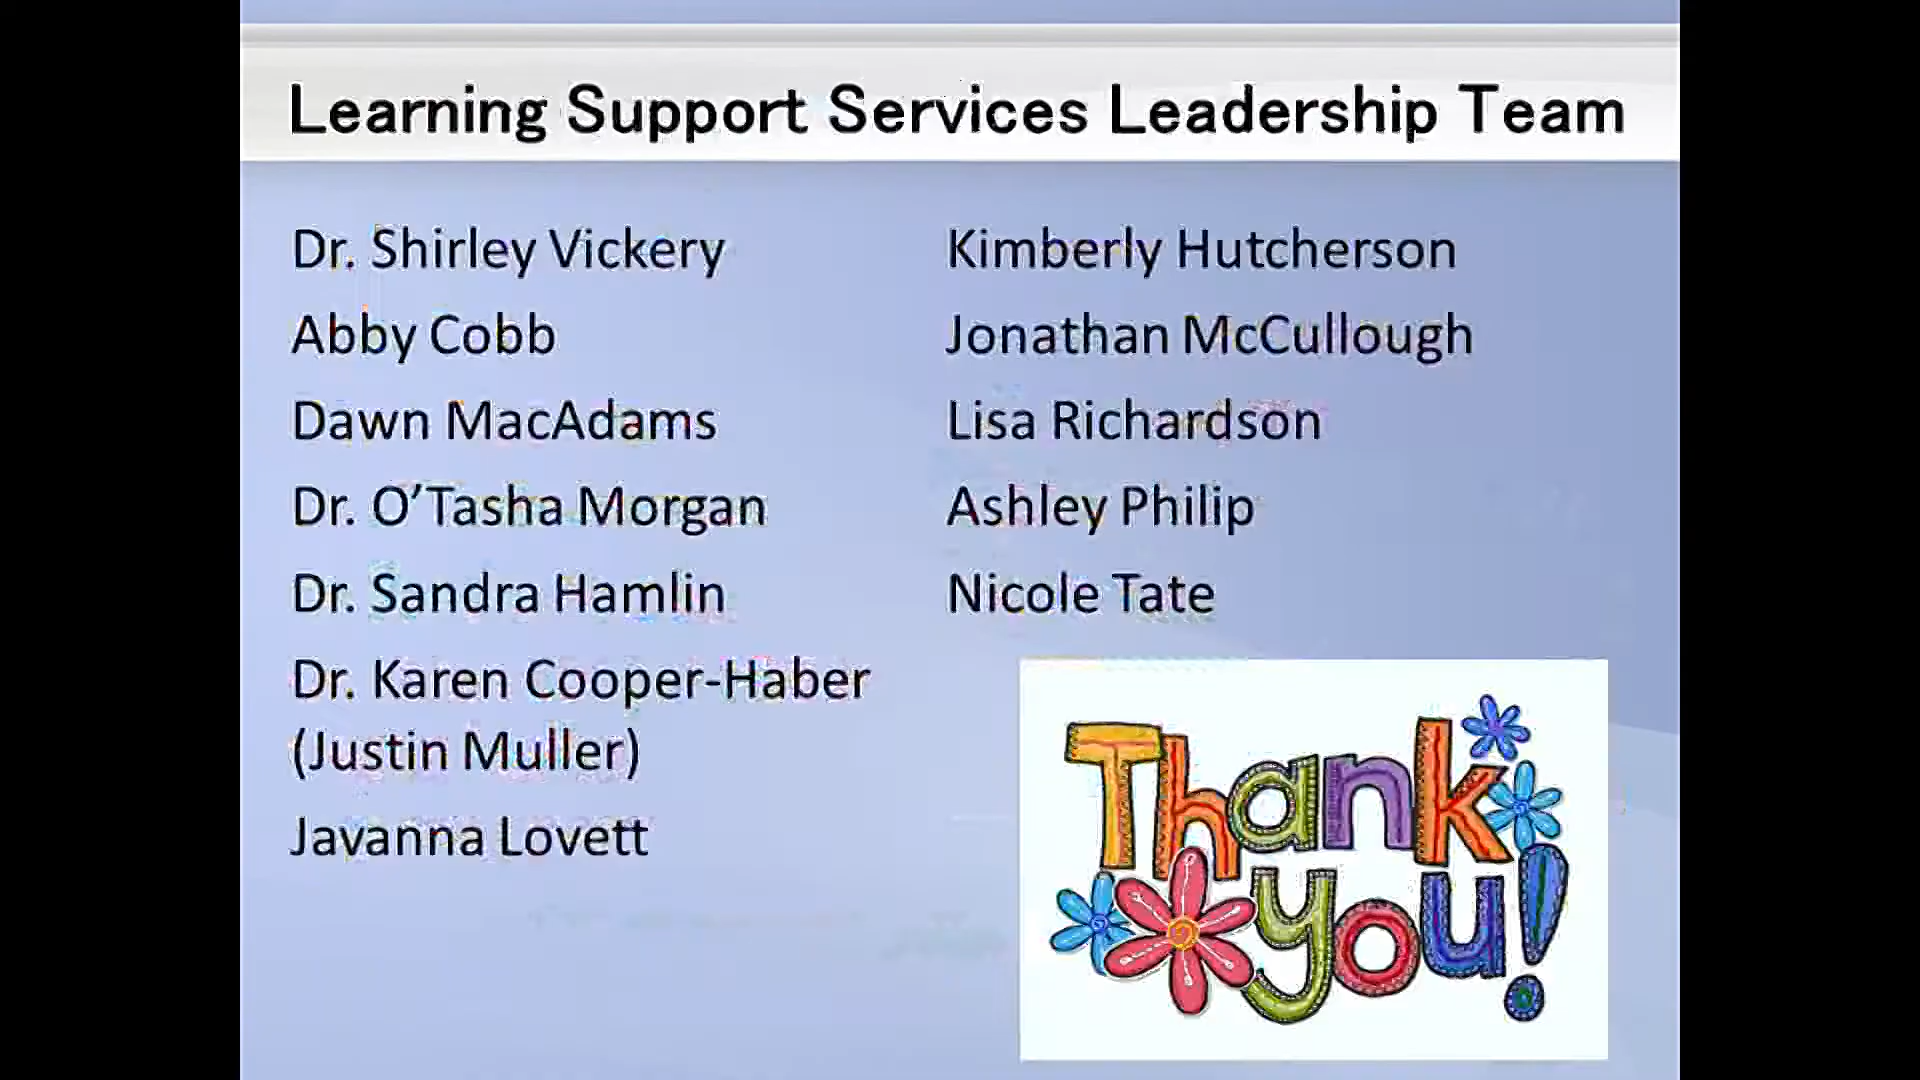 Learning Support Services Leadership Team
Dr. Shirley Vickery
Abby Cobb
Dawn MacAdams
Dr. O’Tasha Morgan
Dr. Sandra Hamlin
Dr. Karen Cooper-Haber
(Justin Muller)
Javanna Lovett
Kimberly Hutcherson
Jonathan McCullough
Lisa Richardson
Ashley Philip
Nicole Tate
Thank
you!